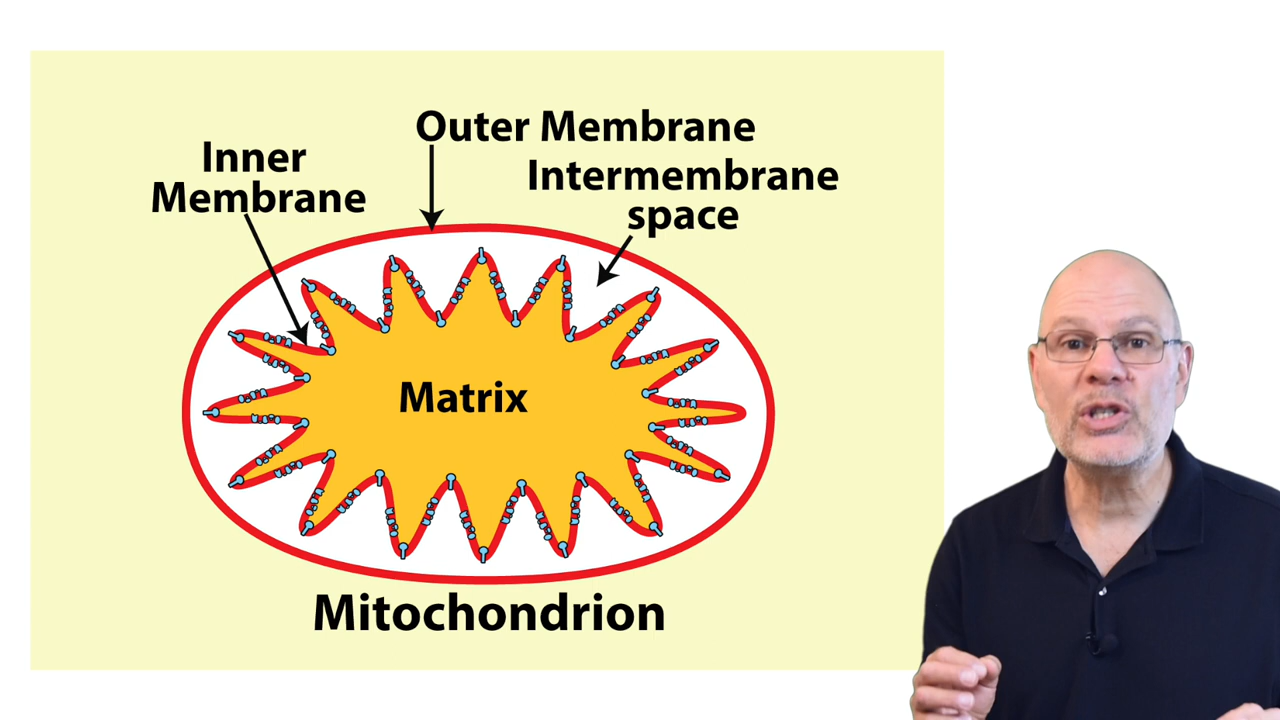 Outer Membrane
Inner
Membrane
Intermembrane
space
Matrix
Mitochondrion